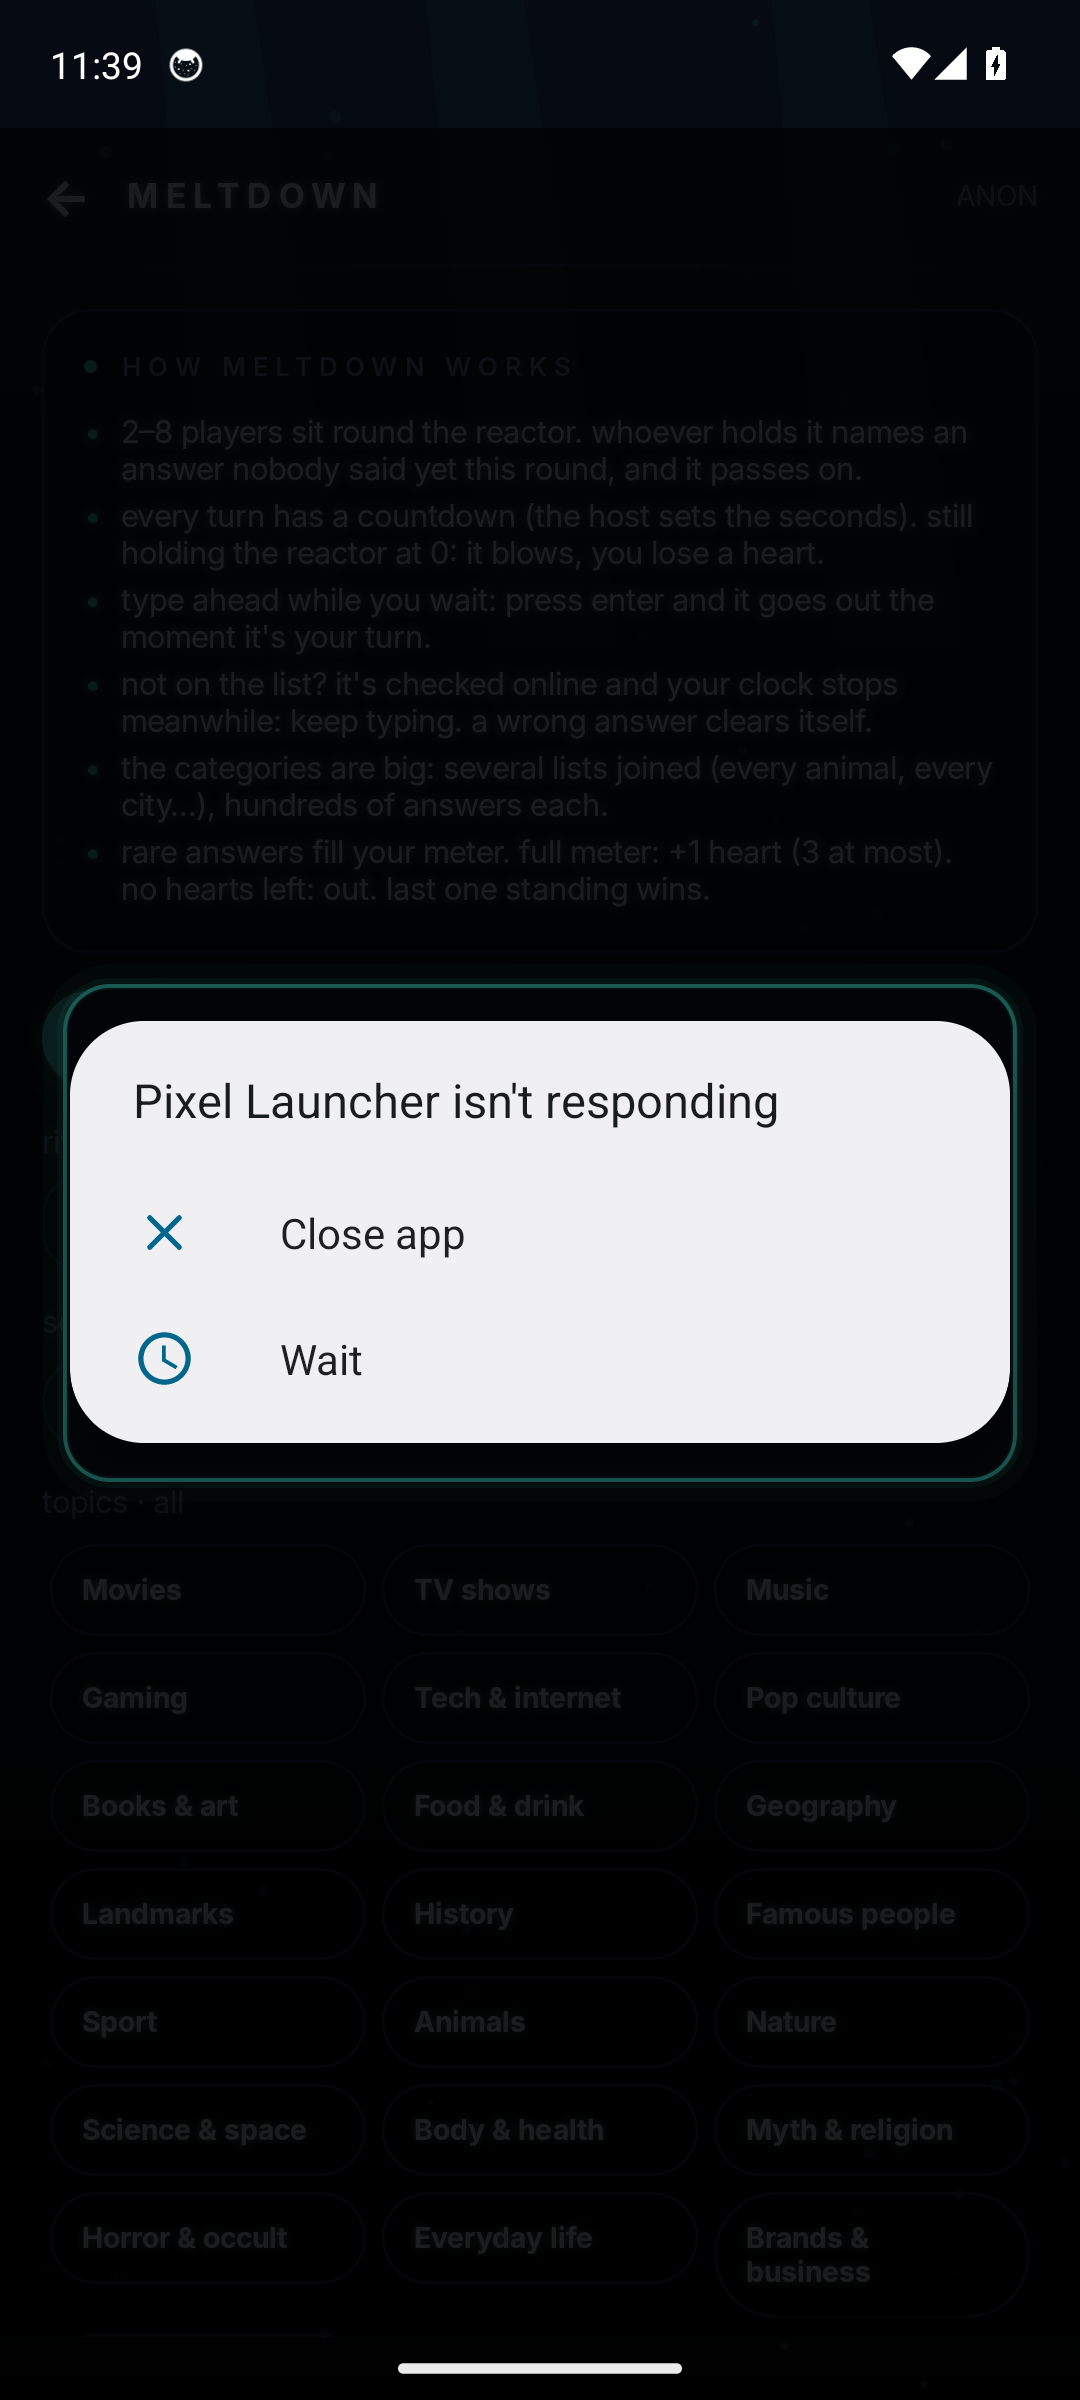 11:39
MELTDOWN
ANON
HOW MELTDOWN WORKS
2–8 players sit round the reactor. whoever holds it names an
answer nobody said yet this round, and it passes on.
every turn has a countdown (the host sets the seconds). still
holding the reactor at 0: it blows, you lose a heart.
type ahead while you wait: press enter and it goes out the
moment it's your turn.
not on the list? it's checked online and your clock stops
meanwhile: keep typing. a wrong answer clears itself.
the categories are big: several lists joined (every animal, every
city...), hundreds of answers each.
rare answers fill your meter. full meter: +1 heart (3 at most).
no hearts left: out. last one standing wins.
Pixel Launcher isn't responding
Close app
Wait
topics · all
Movies
TV shows
Music
Gaming
Tech & internet
Pop culture
Books & art
Food & drink
Geography
Landmarks
History
Famous people
Sport
Animals
Nature
Science & space
Body & health
Myth & religion
Horror & occult
Everyday life
Brands &
business